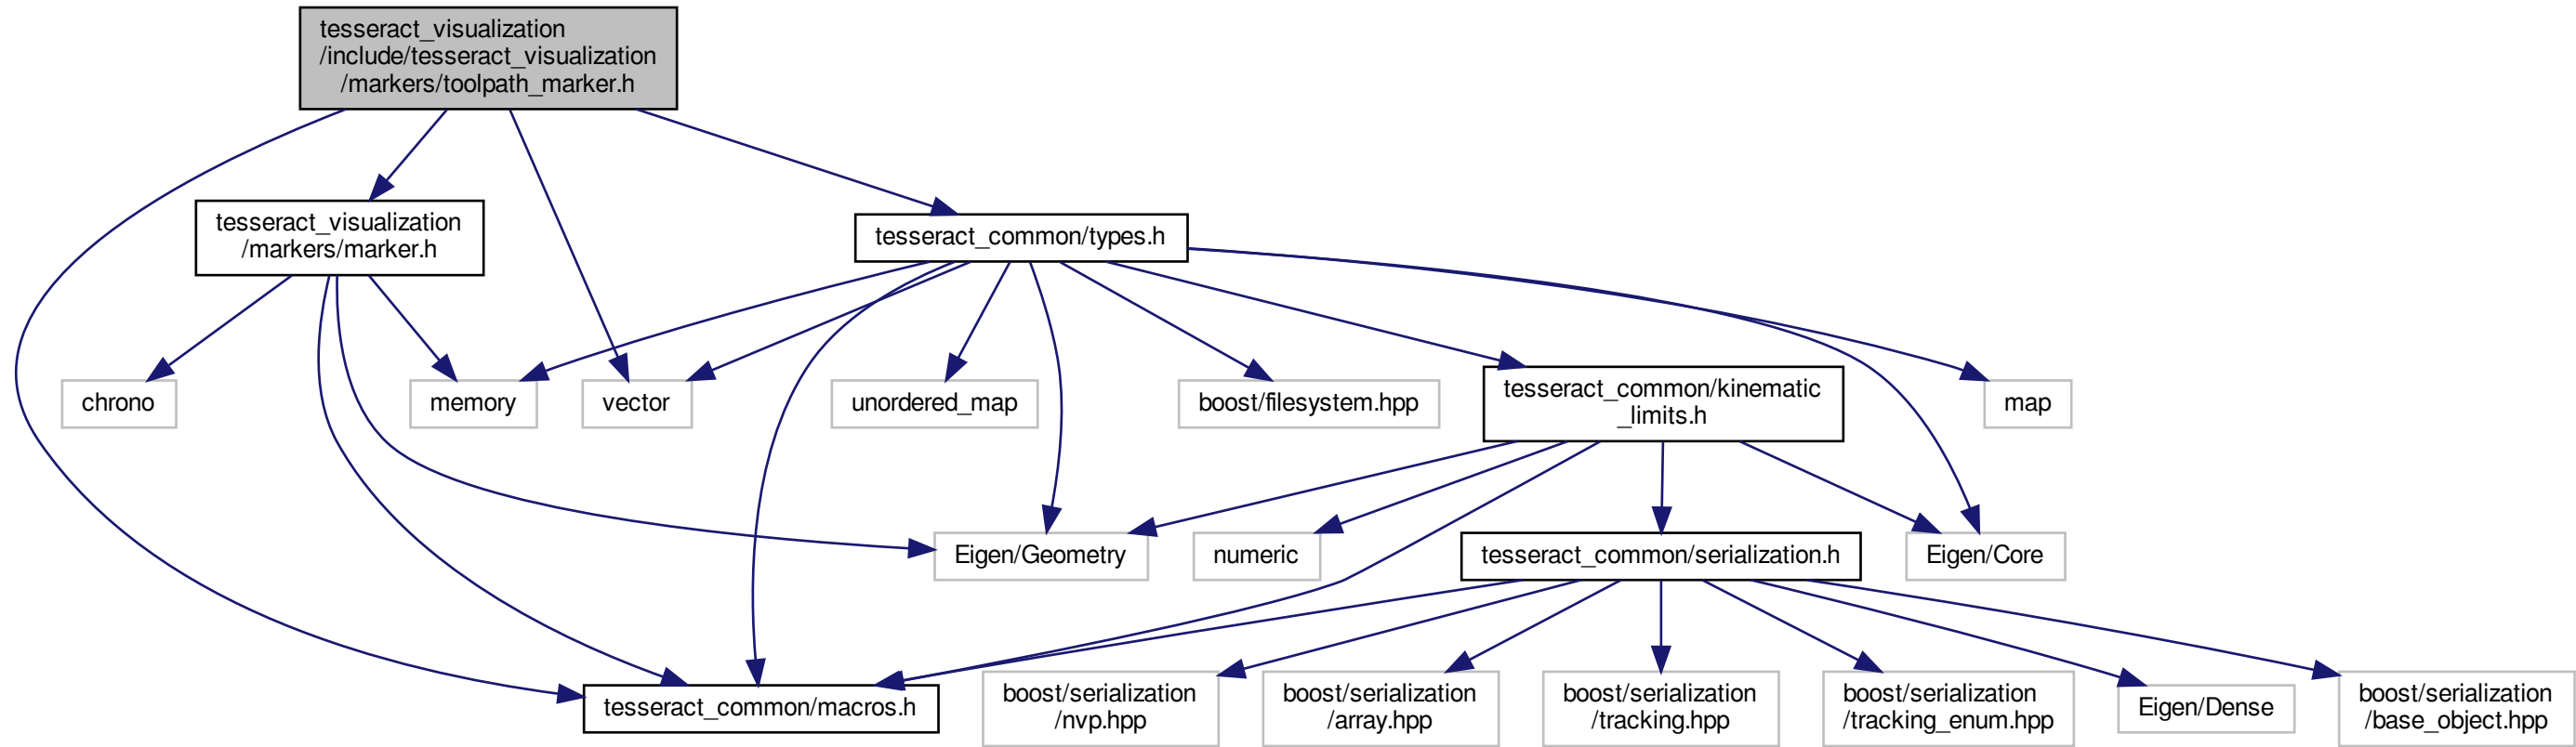 tesseract_visualization
/include/tesseract_visualization
/markers/toolpath_marker.h
tesseract_visualization
/markers/marker.h
tesseract_common/types.h
chrono
memory
vector
unordered_map
boost/filesystem.hpp
tesseract_common/kinematic
_limits.h
map
Eigen/Geometry
numeric
tesseract_common/serialization.h
Eigen/Core
tesseract_common/macros.h
boost/serialization
/nvp.hpp
boost/serialization
/array.hpp
boost/serialization
/tracking.hpp
boost/serialization
/tracking_enum.hpp
Eigen/Dense
boost/serialization
/base_object.hpp